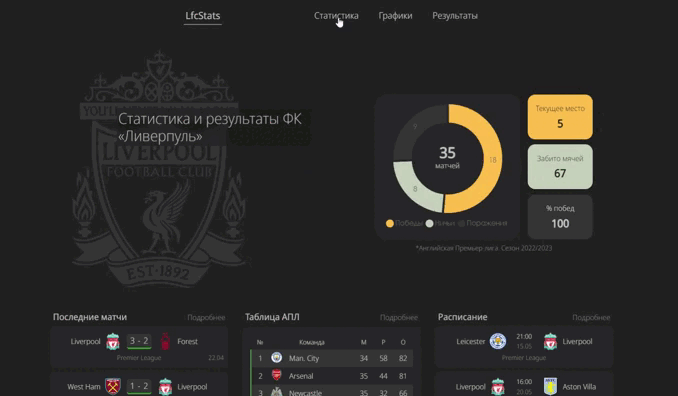 LfcStats
Статистика
Графики
Результаты
YOU'LL
LIVERPOOL
FOOTBALL CLUB
EST·1892
Статистика и результаты ФК
«Ливерпуль»
7
18
8
35
матчей
Победы
Ничьи
Поражения
Текущее место
5
Забито мячей
67
% побед
100
*Английская Премьер лига Сезон 2022/2023
Последние матчи Подробнее
Liverpool 3 - 2 Forest
Premier League 22.04
West Ham 1 - 2 Liverpool
Таблица АПЛ Подробнее
№ Команда М Р О
1 Man. City 34 58 82
2 Arsenal 35 44 81
3 Newcastle 35 32 66
Расписание Подробнее
Leicester 21:00 Liverpool
15.05
Premier League
Liverpool 16:00 Aston Villa
20.05